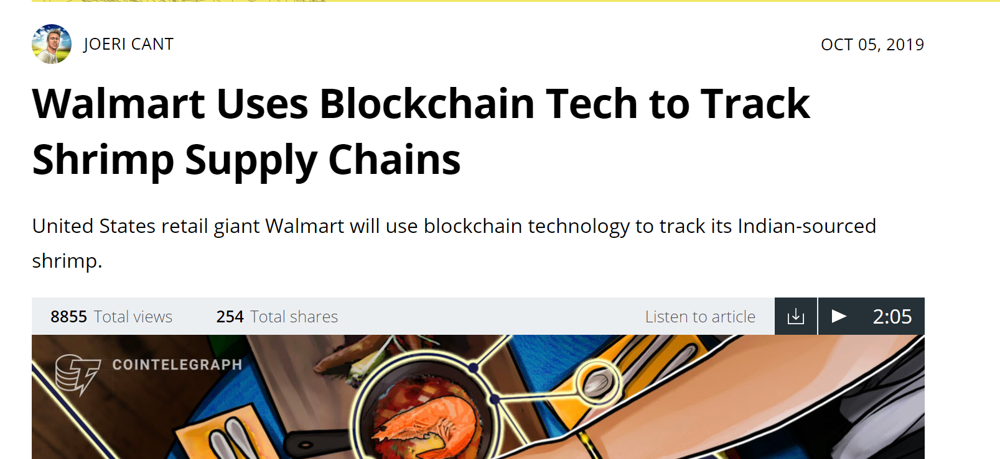 JOERI CANT
OCT 05, 2019
Walmart Uses Blockchain Tech to Track
Shrimp Supply Chains
United States retail giant Walmart will use blockchain technology to track its Indian-sourced
shrimp.
8855 Total views 254 Total shares Listen to article 2:05
COINTELEGRAPH